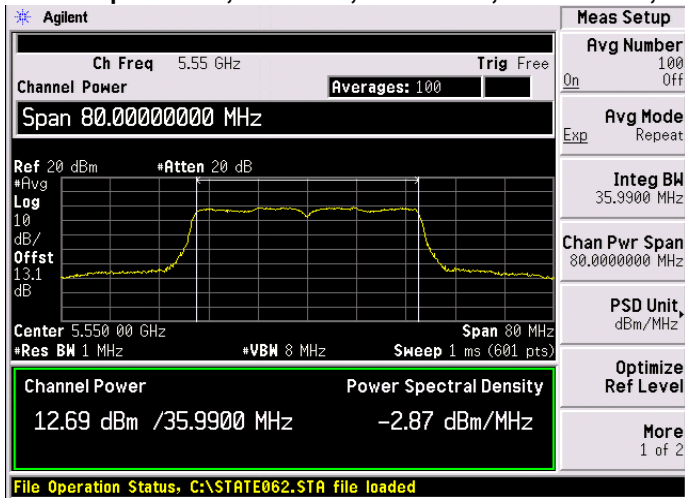 Agilent
Meas Setup
Ch Freq 5.55 GHz Trig Free
Channel Power Averages: 100
Span 80.00000000 MHz
Ref 20 dBm #Atten 20 dB
#Avg
Log
10
dB/
Offst
13.1
dB
Center 5.550 00 GHz Span 80 MHz
#Res BW 1 MHz #VBW 8 MHz Sweep 1 ms (601 pts)
Channel Power Power Spectral Density
12.69 dBm /35.9900 MHz -2.87 dBm/MHz
File Operation Status, C:\STATE062.STA file loaded
Avg Number
100
On Off
Avg Mode
Exp Repeat
Integ BW
35.9900 MHz
Chan Pwr Span
80.0000000 MHz
PSD Unit
dBm/MHz
Optimize
Ref Level
More
1 of 2